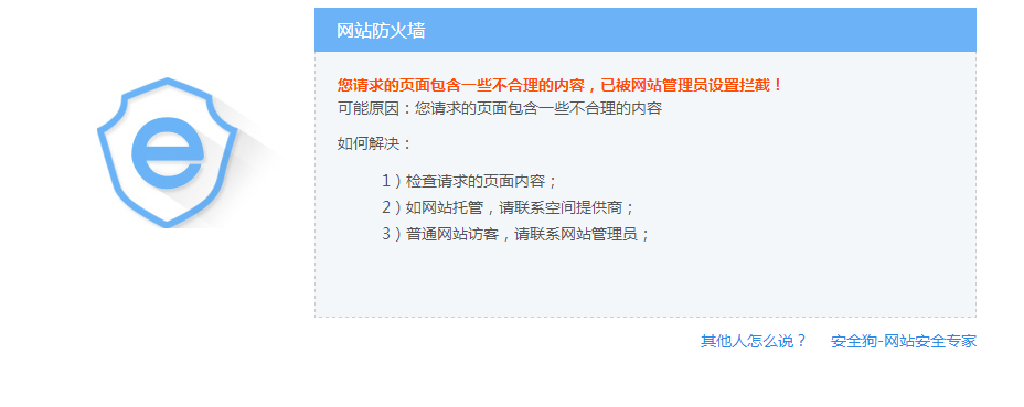 网站防火墙
您请求的页面包含一些不合理的内容，已被网站管理员设置拦截！
可能原因：您请求的页面包含一些不合理的内容
如何解决：
1）检查请求的页面内容；
2）如网站托管，请联系空间提供商；
3）普通网站访客，请联系网站管理员；
其他人怎么说？ 安全狗-网站安全专家